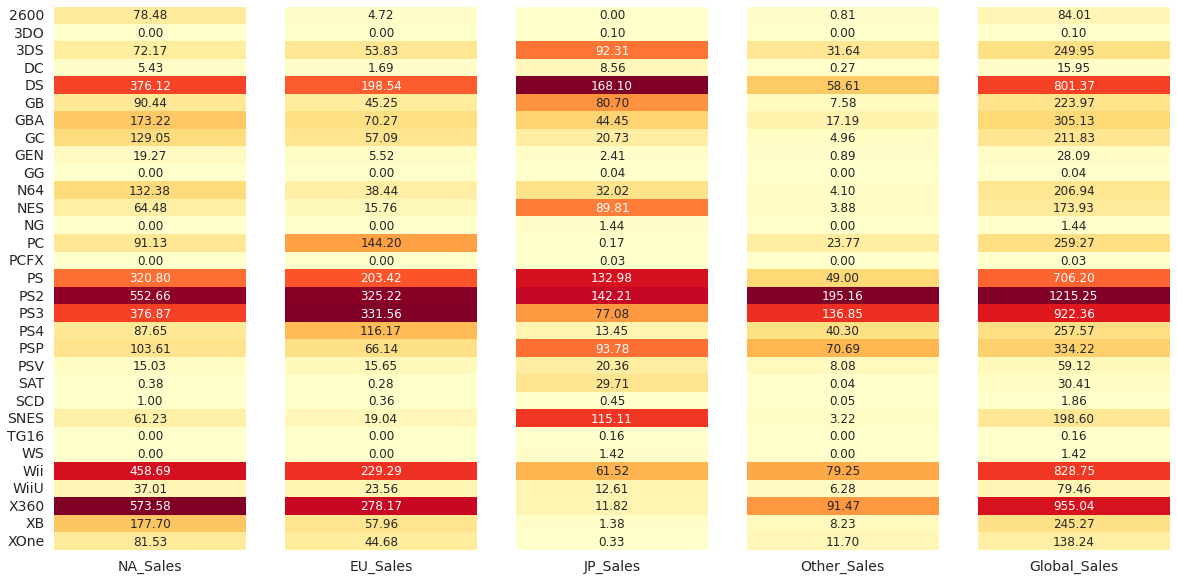 2600 78.48 4.72 0.00 0.81 84.01
3DO 0.00 0.00 0.10 0.00 0.10
3DS 72.17 53.83 92.31 31.64 249.95
DC 5.43 1.69 8.56 0.27 15.95
DS 376.12 198.54 168.10 58.61 801.37
GB 90.44 45.25 80.70 7.58 223.97
GBA 173.22 70.27 44.45 17.19 305.13
GC 129.05 57.09 20.73 4.96 211.83
GEN 19.27 5.52 2.41 0.89 28.09
GG 0.00 0.00 0.04 0.00 0.04
N64 132.38 38.44 32.02 4.10 206.94
NES 64.48 15.76 89.81 3.88 173.93
NG 0.00 0.00 1.44 0.00 1.44
PC 91.13 144.20 0.17 23.77 259.27
PCFX 0.00 0.00 0.03 0.00 0.03
PS 320.80 203.42 132.98 49.00 706.20
PS2 552.66 325.22 142.21 195.16 1215.25
PS3 376.87 331.56 77.08 136.85 922.36
PS4 87.65 116.17 13.45 40.30 257.57
PSP 103.61 66.14 93.78 70.69 334.22
PSV 15.03 15.65 20.36 8.08 59.12
SAT 0.38 0.28 29.71 0.04 30.41
SCD 1.00 0.36 0.45 0.05 1.86
SNES 61.23 19.04 115.11 3.22 198.60
TG16 0.00 0.00 0.16 0.00 0.16
WS 0.00 0.00 1.42 0.00 1.42
Wii 458.69 229.29 61.52 79.25 828.75
WiiU 37.01 23.56 12.61 6.28 79.46
X360 573.58 278.17 11.82 91.47 955.04
XB 177.70 57.96 1.38 8.23 245.27
XOne 81.53 44.68 0.33 11.70 138.24
NA_Sales EU_Sales JP_Sales Other_Sales Global_Sales